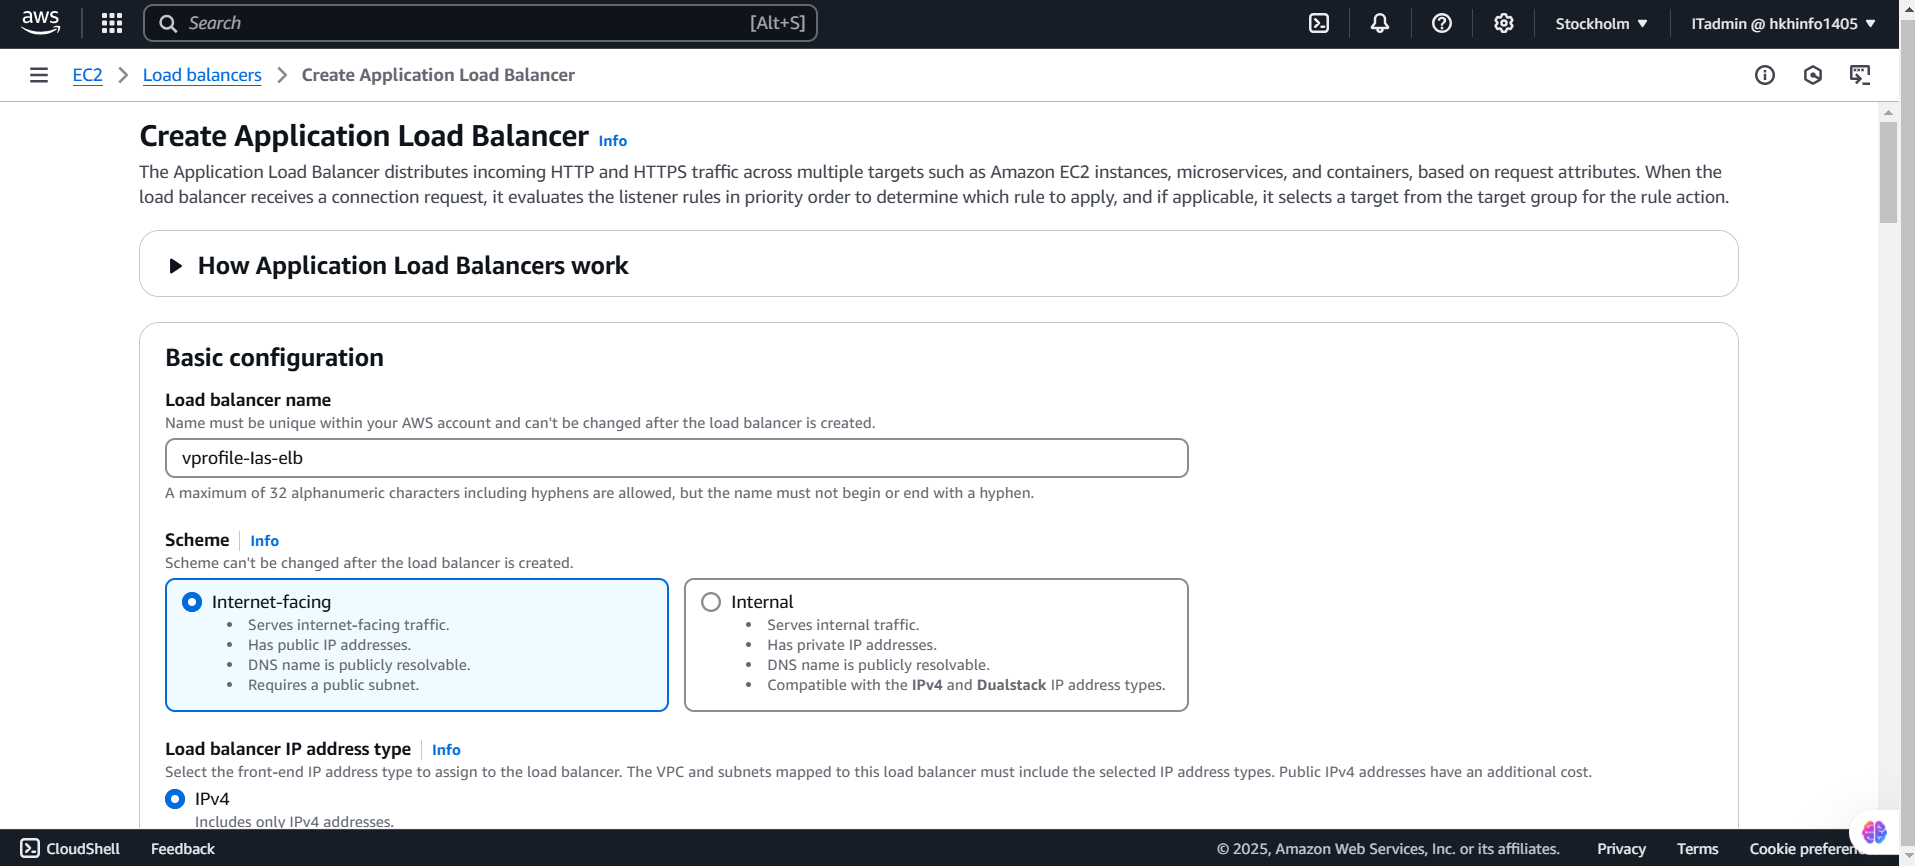 aws
Search [Alt+S]
Stockholm ▼
ITadmin @ hkhinfo1405 ▼
EC2 > Load balancers > Create Application Load Balancer
Create Application Load Balancer Info
The Application Load Balancer distributes incoming HTTP and HTTPS traffic across multiple targets such as Amazon EC2 instances, microservices, and containers, based on request attributes. When the
load balancer receives a connection request, it evaluates the listener rules in priority order to determine which rule to apply, and if applicable, it selects a target from the target group for the rule action.
How Application Load Balancers work
Basic configuration
Load balancer name
Name must be unique within your AWS account and can't be changed after the load balancer is created.
vprofile-las-elb
A maximum of 32 alphanumeric characters including hyphens are allowed, but the name must not begin or end with a hyphen.
Scheme Info
Scheme can't be changed after the load balancer is created.
Internet-facing
• Serves internet-facing traffic.
• Has public IP addresses.
• DNS name is publicly resolvable.
• Requires a public subnet.
Internal
• Serves internal traffic.
• Has private IP addresses.
• DNS name is publicly resolvable.
• Compatible with the IPv4 and Dualstack IP address types.
Load balancer IP address type Info
Select the front-end IP address type to assign to the load balancer. The VPC and subnets mapped to this load balancer must include the selected IP address types. Public IPv4 addresses have an additional cost.
IPv4
Includes only IPv4 addresses.
CloudShell Feedback © 2025, Amazon Web Services, Inc. or its affiliates. Privacy Terms Cookie preferen